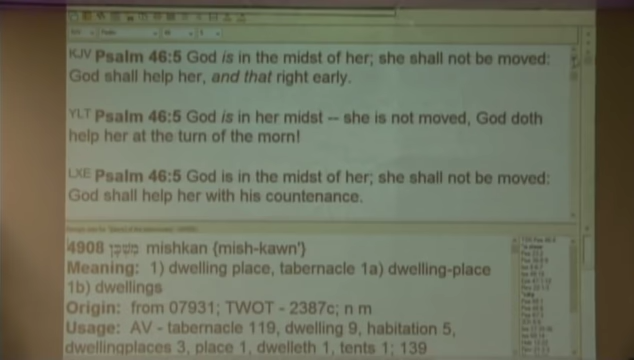 KJV Psalm 46:5 God is in the midst of her; she shall not be moved:
God shall help her, and that right early.
YLT Psalm 46:5 God is in her midst -- she is not moved, God doth
help her at the turn of the morn!
LXE Psalm 46:5 God is in the midst of her; she shall not be moved:
God shall help her with his countenance.
4908 משכן mishkan {mish-kawn'}
Meaning: 1) dwelling place, tabernacle 1a) dwelling-place
1b) dwellings
Origin: from 07931; TWOT - 2387c; n m
Usage: AV - tabernacle 119, dwelling 9, habitation 5,
dwellingplaces 3, place 1, dwelleth 1, tents 1; 139